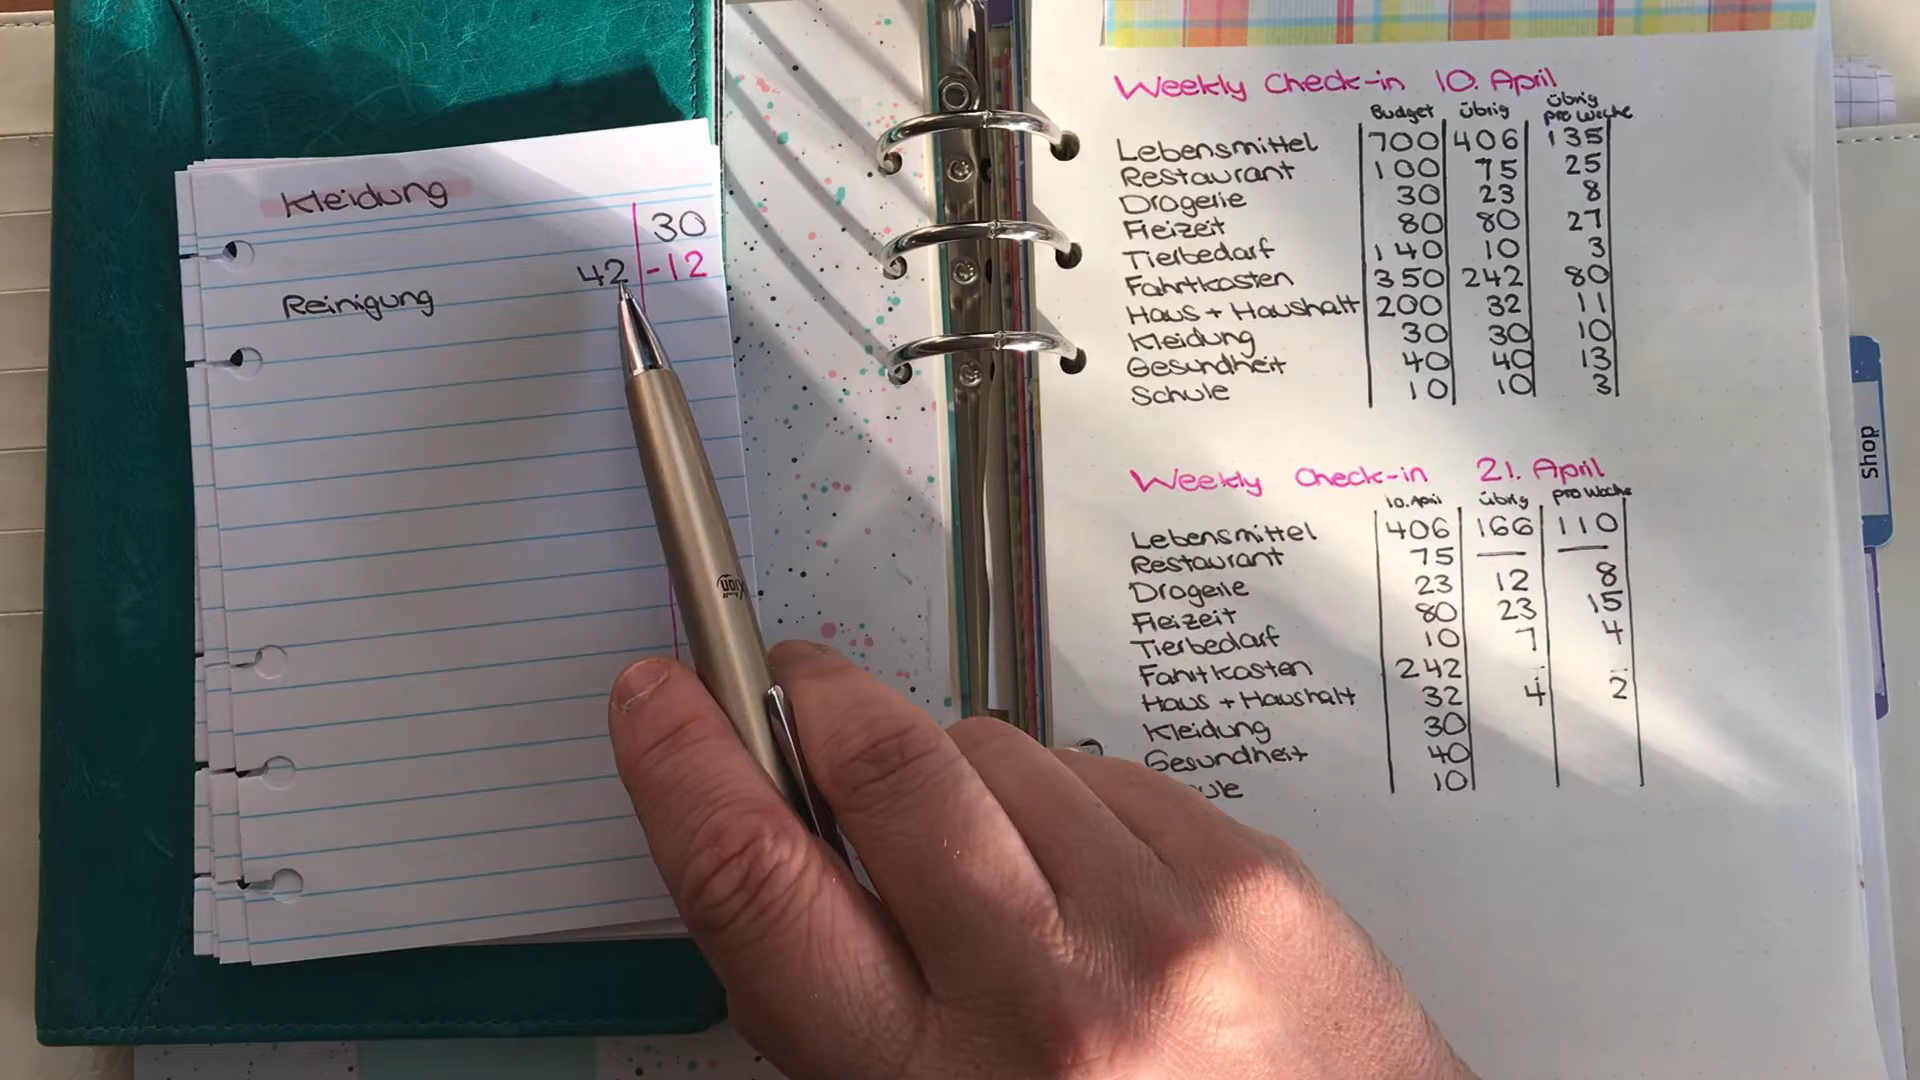 Kleidung
30
42 -12
Reinigung
Weekly Check-in 10. April
Budget übrig übrig pro Woche
Lebensmittel 700 406 135
Restaurant 100 75 25
Drogerie 30 23 8
Freizeit 80 80 27
Tierbedarf 140 10 3
Fahrtkosten 350 242 80
Haus + Haushalt 200 32 11
Kleidung 30 30 10
Gesundheit 40 40 13
Schule 10 10 3
Weekly Check-in 21. April
10. April übrig pro Woche
Lebensmittel 406 166 110
Restaurant 75 — —
Drogerie 23 12 8
Freizeit 80 23 15
Tierbedarf 10 7 4
Fahrtkosten 242
Haus + Haushalt 32 4 2
Kleidung 30
Gesundheit 40
ule 10
Shop